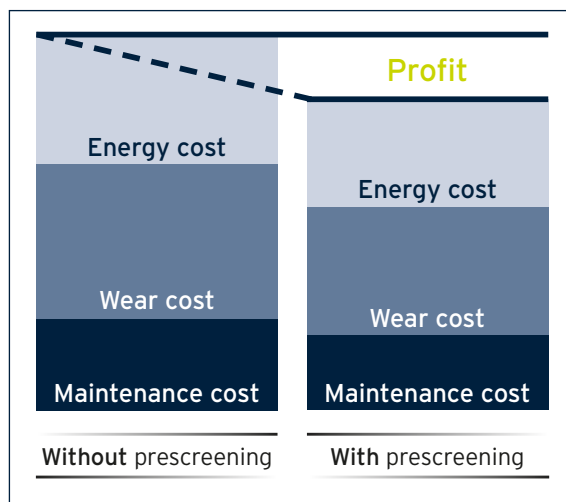 Profit
Energy cost
Energy cost
Wear cost
Wear cost
Maintenance cost
Maintenance cost
Without prescreening
With prescreening